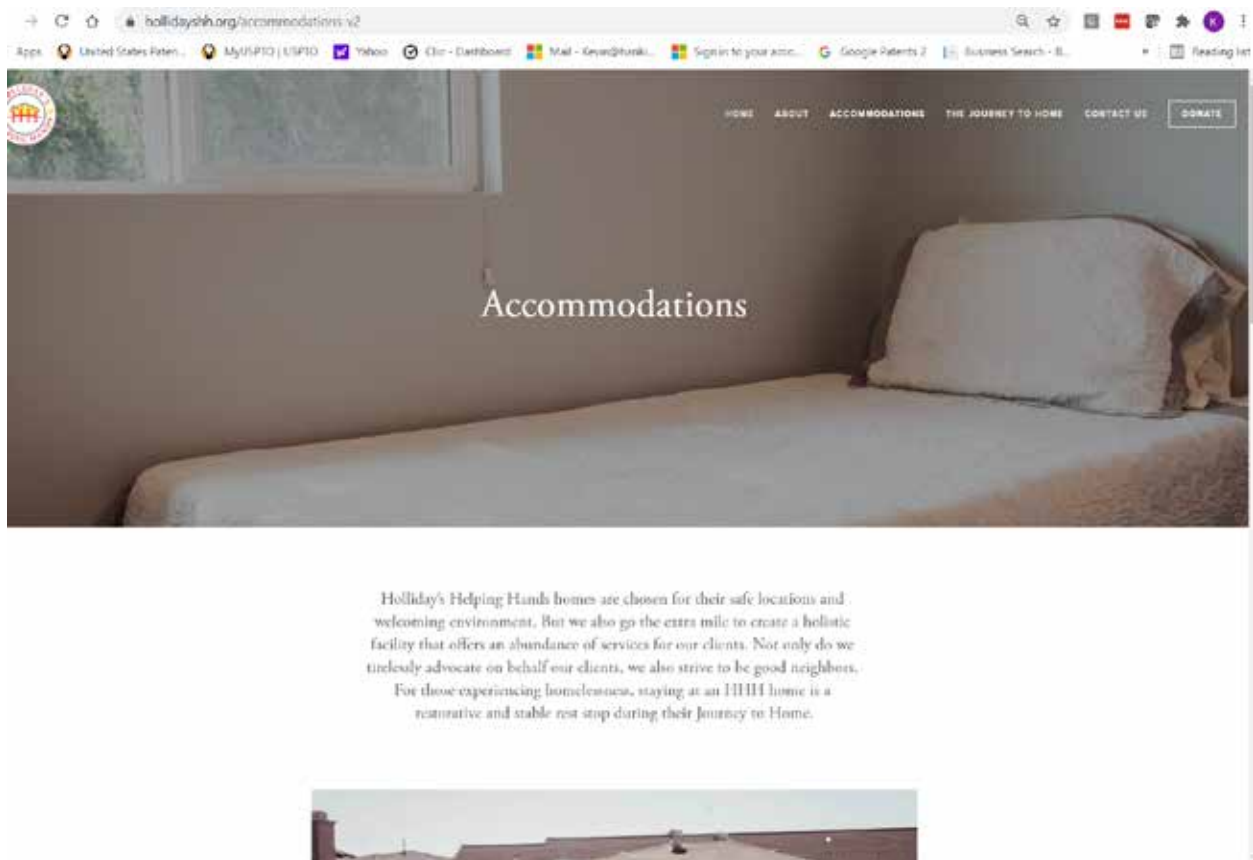 hollidayshh.org/accommodations-v2
Apps United States Paten... MyUSPTO | USPTO Yahoo Clio - Dashboard Mail - Sign in to your acco... Google Patents 2 Business Search - B... Reading list
HOME ABOUT ACCOMMODATIONS THE JOURNEY TO HOME CONTACT US DONATE
Accommodations
Holliday's Helping Hands homes are chosen for their safe locations and
welcoming environment. But we also go the extra mile to create a holistic
facility that offers an abundance of services for our clients. Not only do we
tirelessly advocate on behalf our clients, we also strive to be good neighbors.
For those experiencing homelessness, staying at an HHH home is a
restorative and stable rest stop during their Journey to Home.